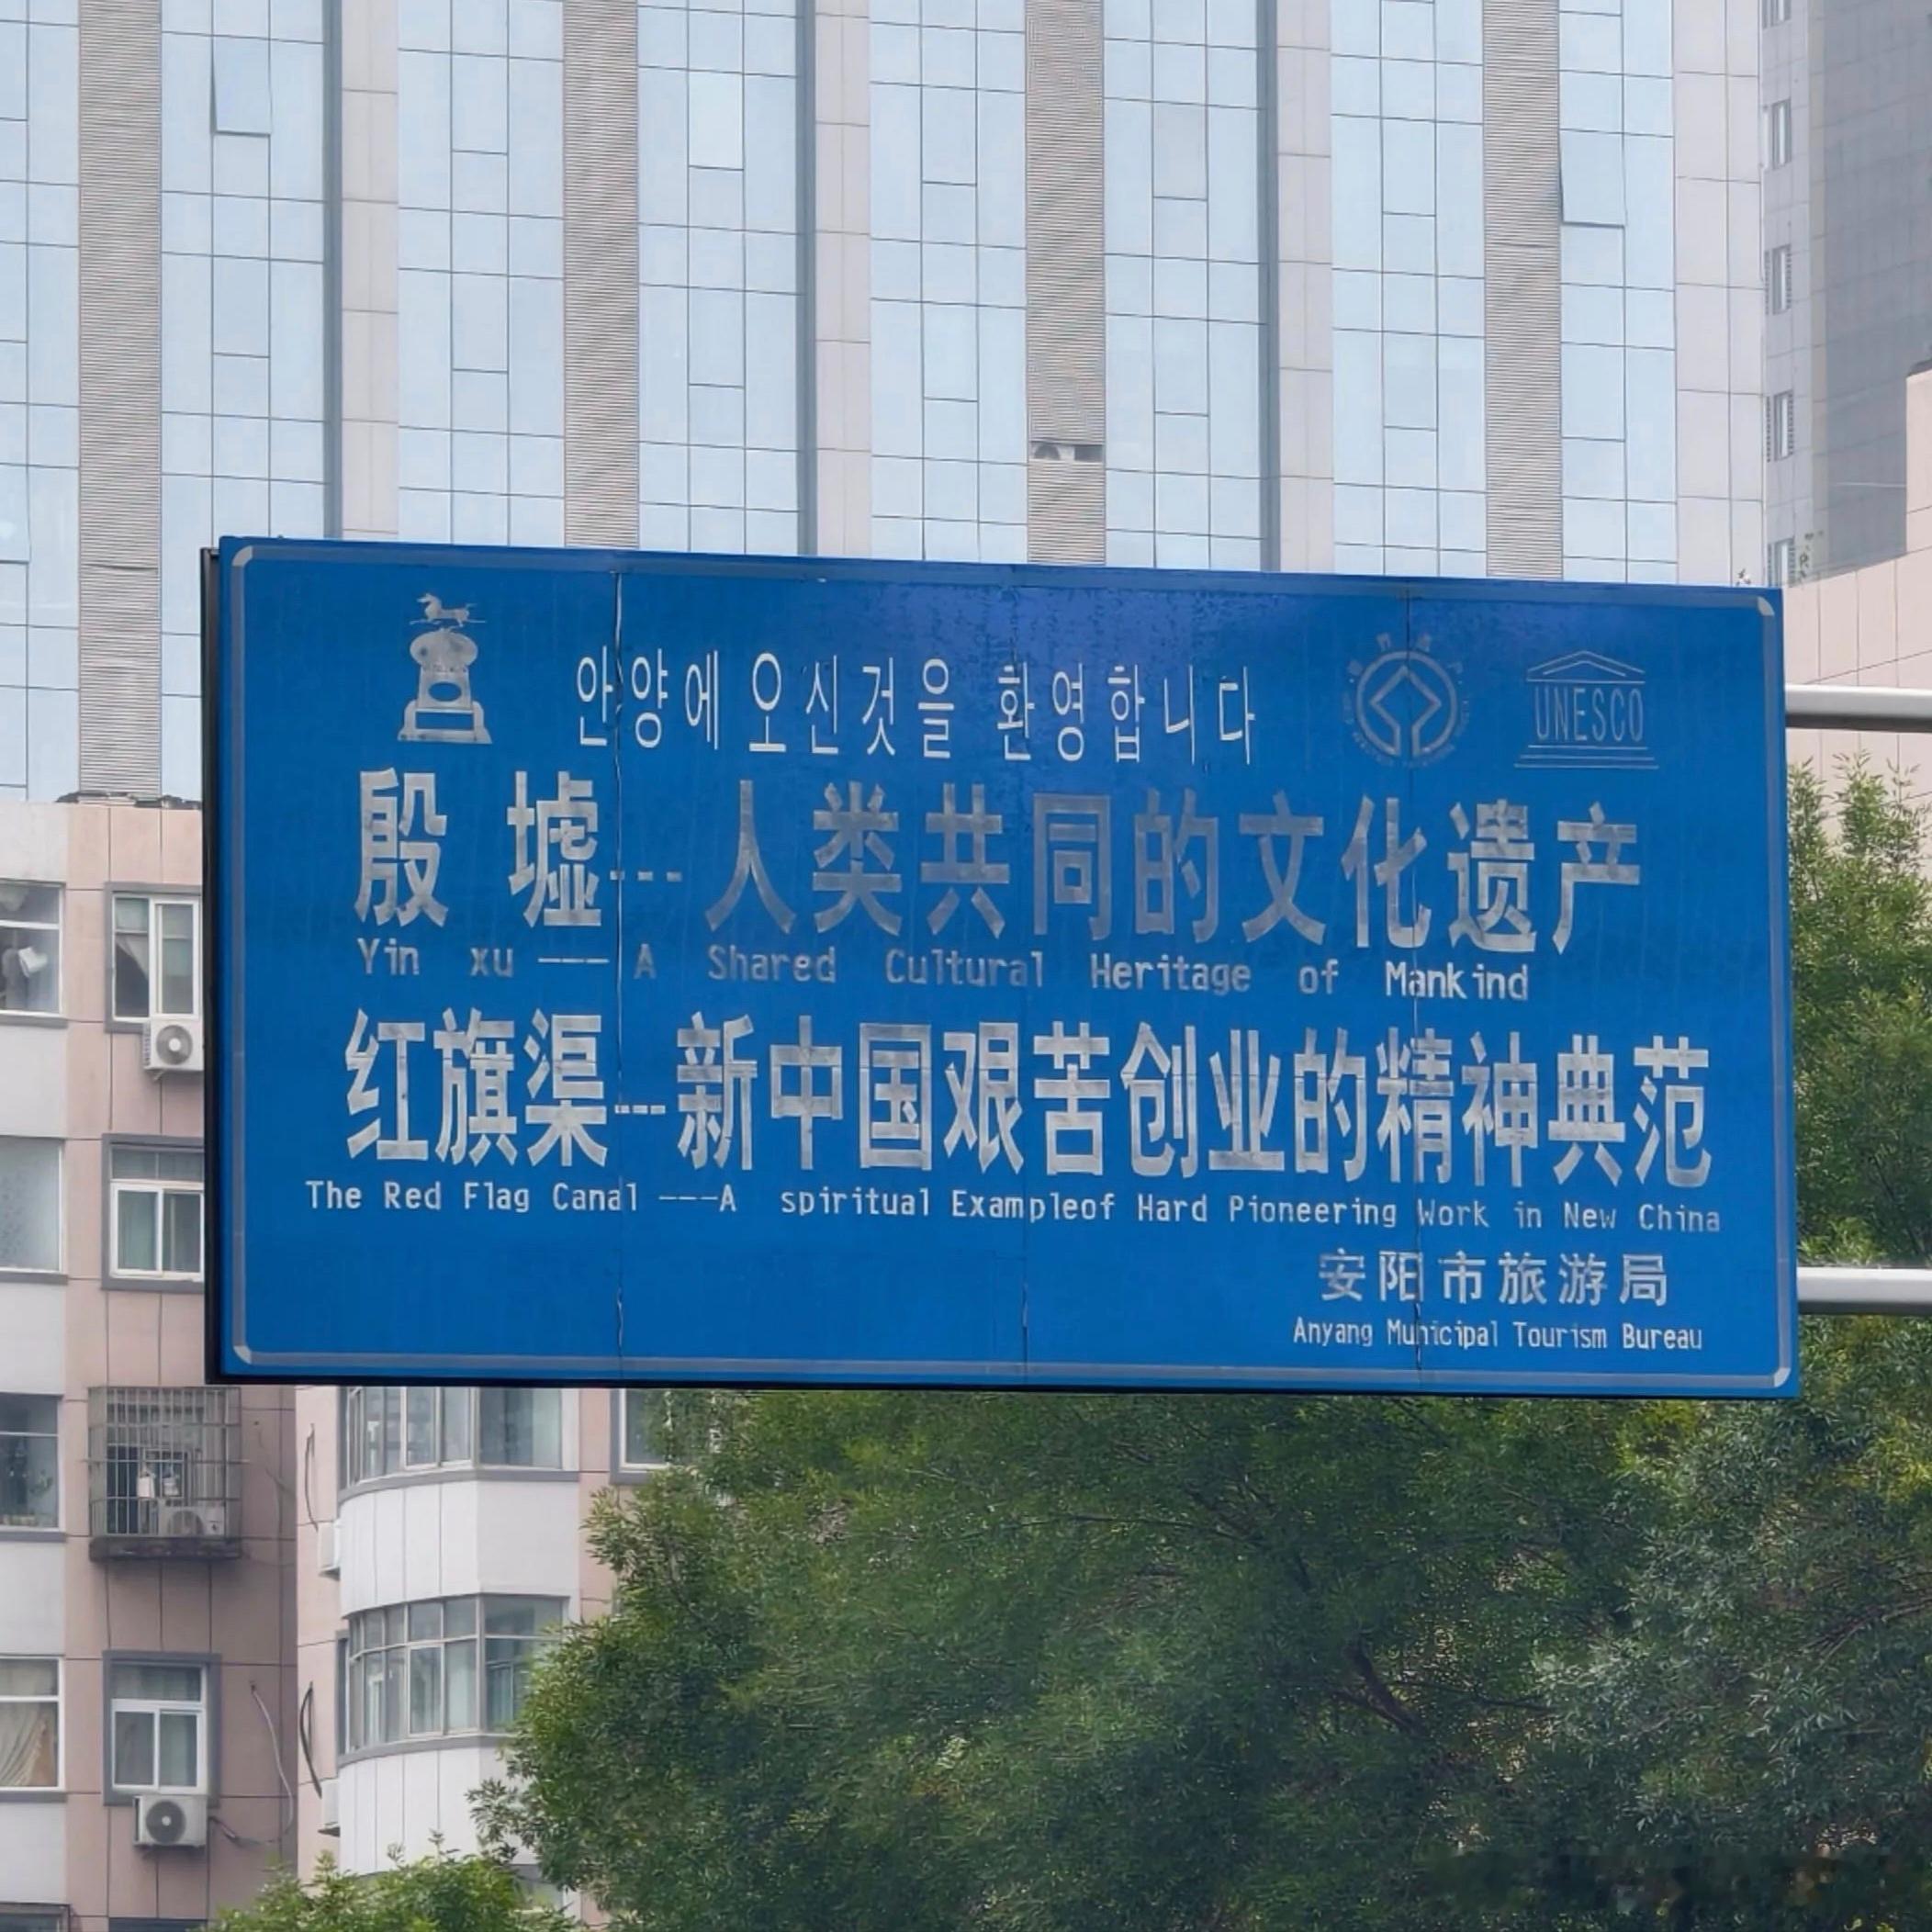 안양에 오신것을 환영합니다
UNESCO
殷 墟---人类共同的文化遗产
Yin xu ---A Shared Cultural Heritage of Mankind
红旗渠---新中国艰苦创业的精神典范
The Red Flag Canal ---A spiritual Exampleof Hard Pioneering Work in New China
安阳市旅游局
Anyang Municipal Tourism Bureau